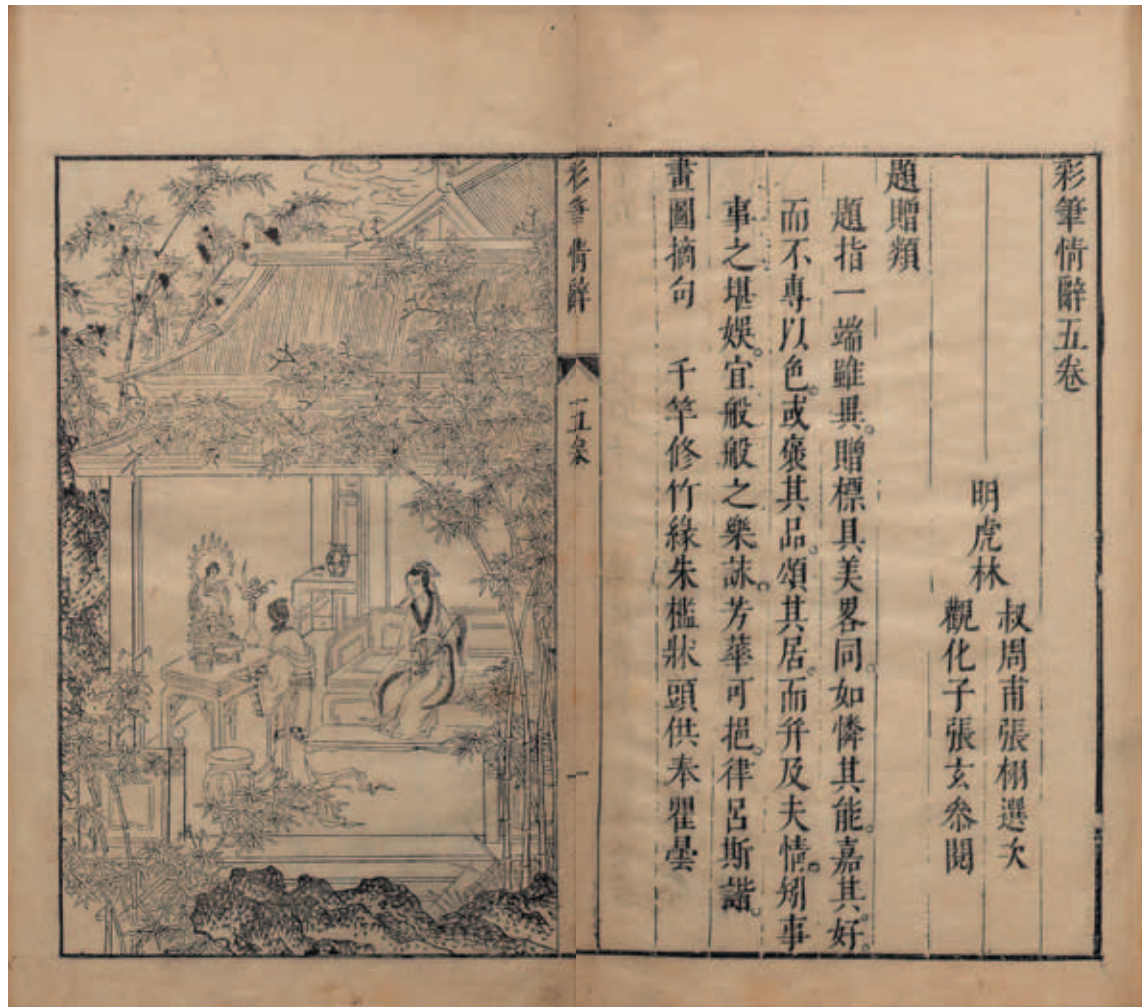 彩筆情辭五卷
明虎林
叔周甫張栩選次
觀化子張玄叅閱
題贈類
題指一端雖異。贈標具美畧同。如憐其能。嘉其好。
而不專以色。或褒其品。頌其居。而并及夫情。矧事
事之堪娛。宜般般之樂詠。芳華可挹。律呂斯諧。
畫圖摘句　千竿修竹緣朱檻牀頭供奉瞿曇
彩筆情辭
五卷
一